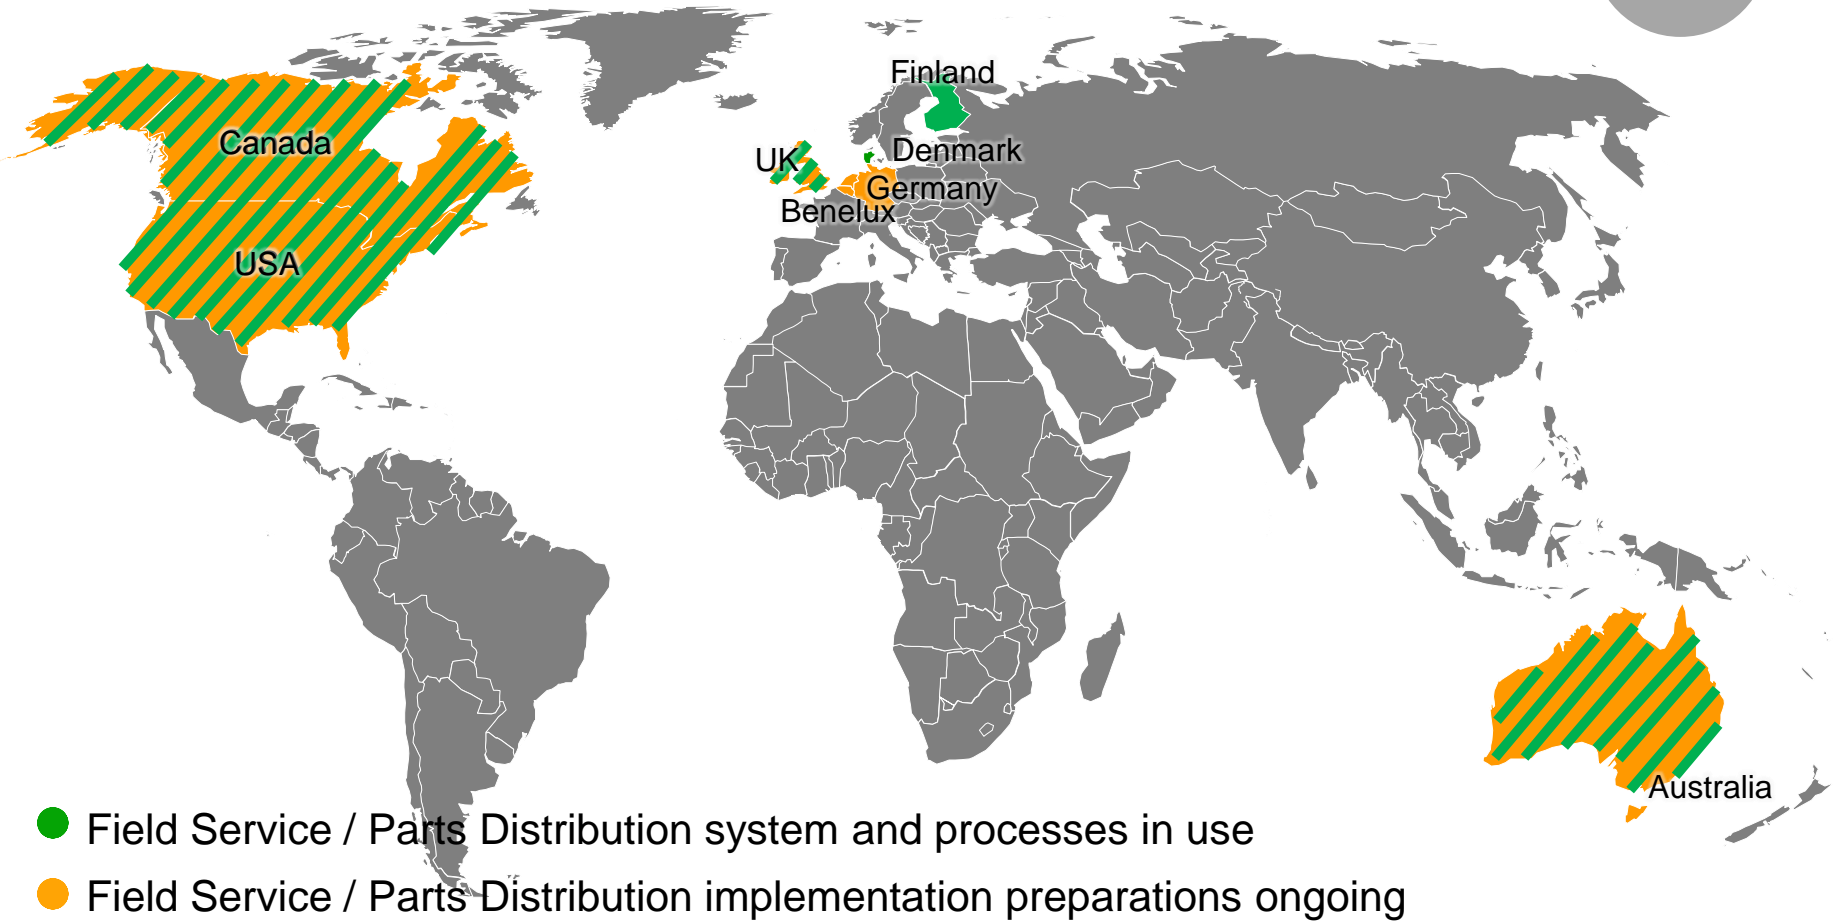 Finland
Canada
UK
Denmark
Germany
Benelux
USA
Australia
Field Service / Parts Distribution system and processes in use
Field Service / Parts Distribution implementation preparations ongoing